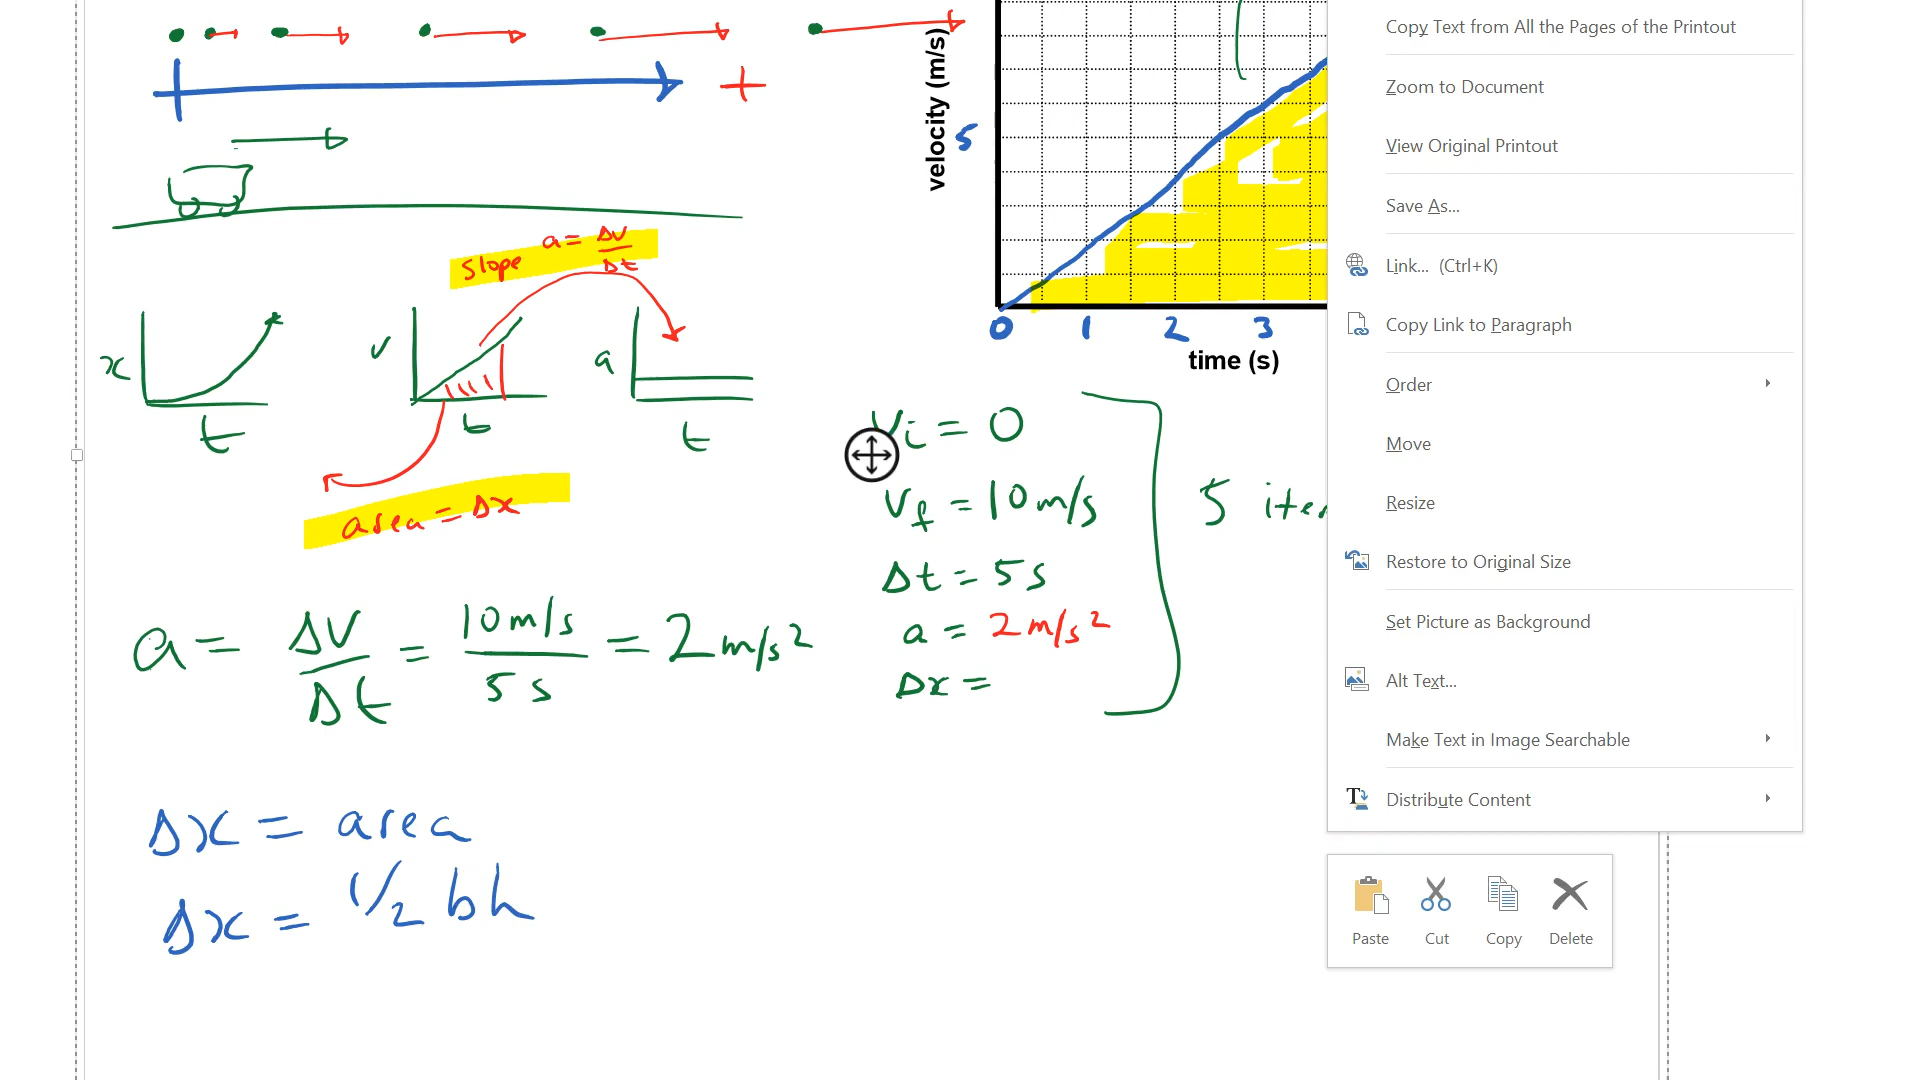 +
velocity (m/s)
5
0 1 2 3
time (s)
slope a = Δv/Δt
x
t
v
t
a
t
area = Δx
vi = 0
vf = 10 m/s
Δt = 5 s
a = 2 m/s²
Δx =
5 iter
a = ΔV/Δt = 10 m/s / 5 s = 2 m/s²
Δx = area
Δx = 1/2 bh
Copy Text from All the Pages of the Printout
Zoom to Document
View Original Printout
Save As...
Link... (Ctrl+K)
Copy Link to Paragraph
Order
Move
Resize
Restore to Original Size
Set Picture as Background
Alt Text...
Make Text in Image Searchable
Distribute Content
Paste Cut Copy Delete